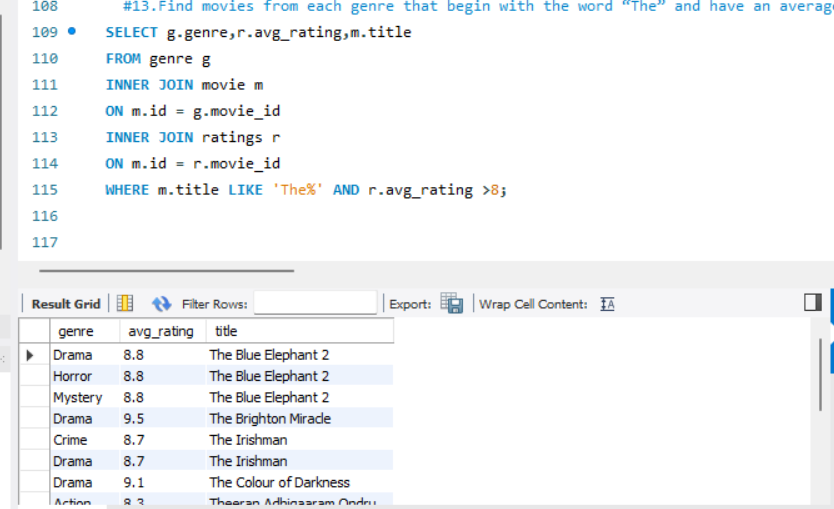 108 #13.Find movies from each genre that begin with the word “The” and have an average
109 SELECT g.genre,r.avg_rating,m.title
110 FROM genre g
111 INNER JOIN movie m
112 ON m.id = g.movie_id
113 INNER JOIN ratings r
114 ON m.id = r.movie_id
115 WHERE m.title LIKE 'The%' AND r.avg_rating >8;
116
117
Result Grid Filter Rows: Export: Wrap Cell Content: IA
genre avg_rating title
Drama 8.8 The Blue Elephant 2
Horror 8.8 The Blue Elephant 2
Mystery 8.8 The Blue Elephant 2
Drama 9.5 The Brighton Miracle
Crime 8.7 The Irishman
Drama 8.7 The Irishman
Drama 9.1 The Colour of Darkness
Action 8.3 Theeran Adhigaaram Ondru